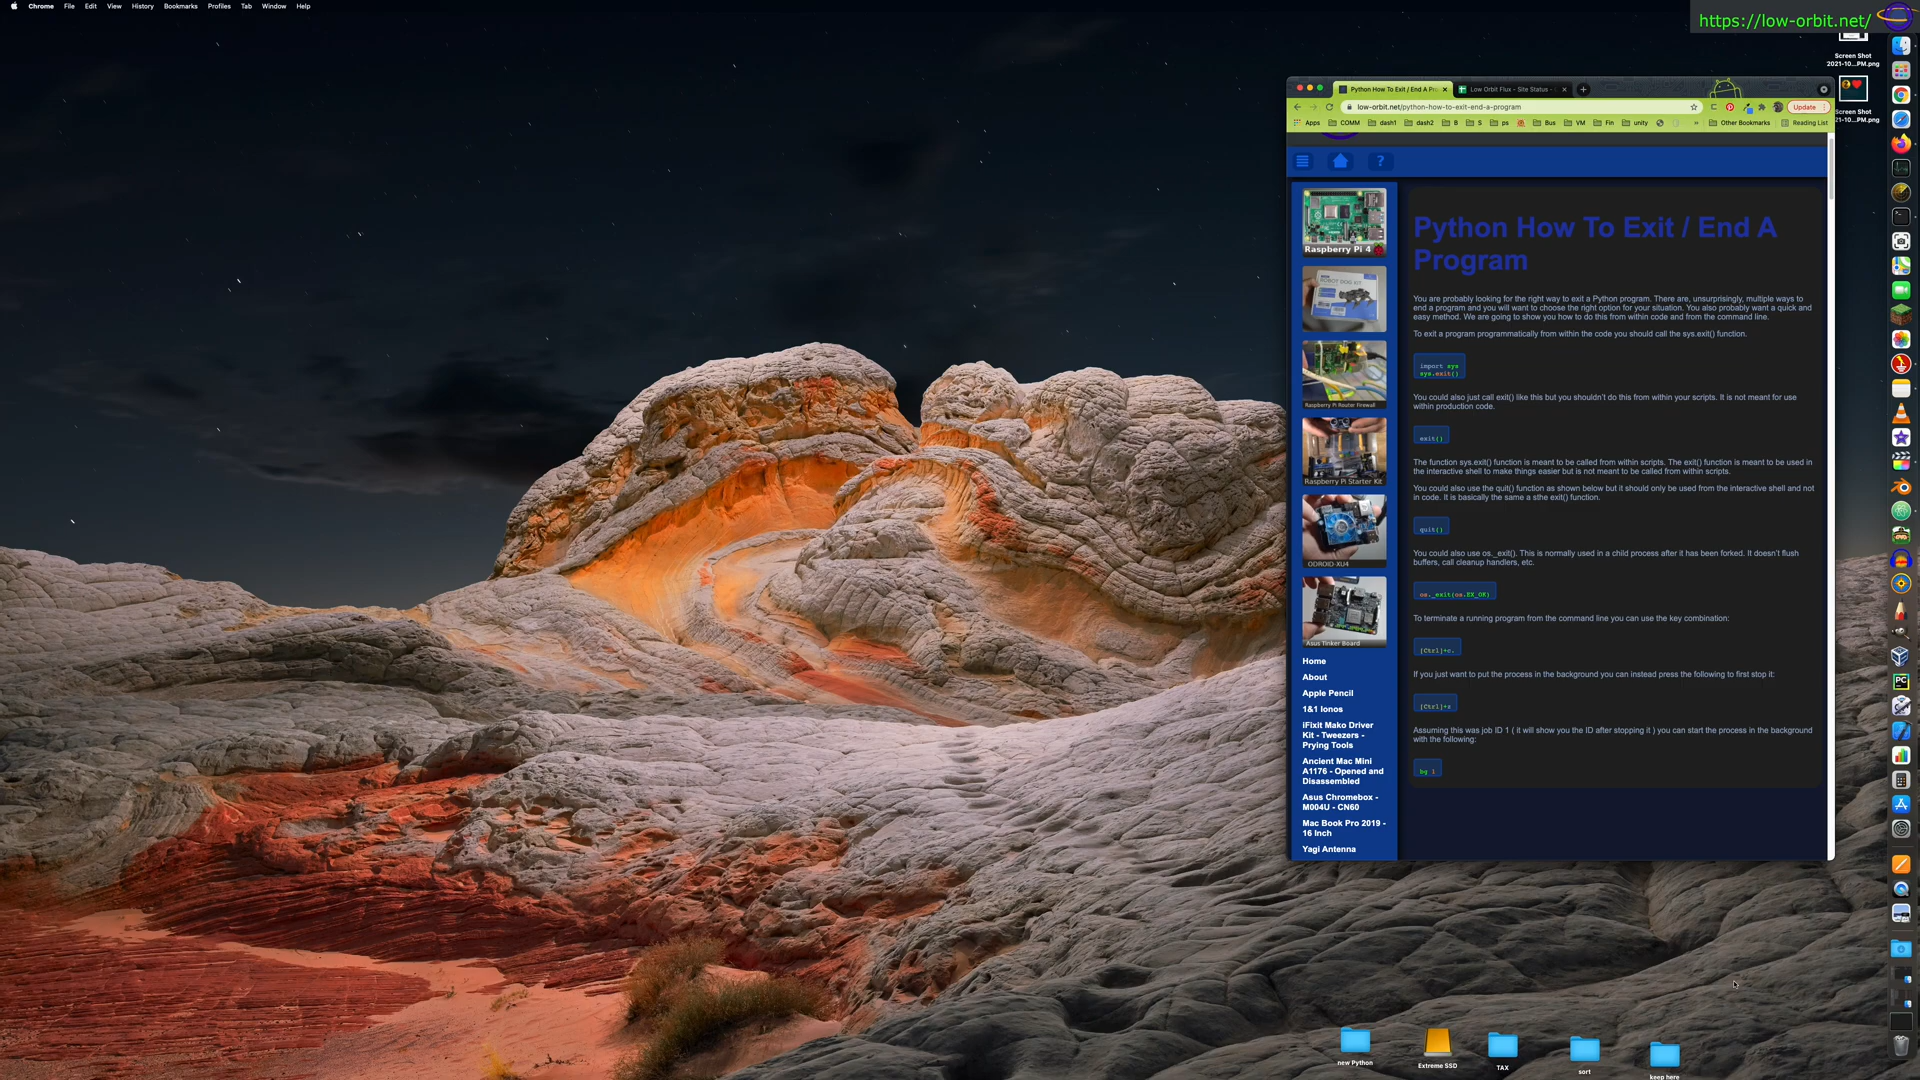 Chrome File Edit View History Bookmarks Profiles Tab Window Help
https://low-orbit.net/
Screen Shot
2021-10...PM.png
Screen Shot
2021-10...PM.png
Python How To Exit / End A Pr
Low Orbit Flux - Site Status -
low-orbit.net/python-how-to-exit-end-a-program
Update
Apps COMM dash1 dash2 B S ps Bus VM Fin unity » Other Bookmarks Reading List
?
Raspberry Pi 4
Raspberry Pi Router Firewall
Raspberry Pi Starter Kit
ODROID-XU4
Asus Tinker Board
Home
About
Apple Pencil
1&1 Ionos
iFixit Mako Driver
Kit - Tweezers -
Prying Tools
Ancient Mac Mini
A1176 - Opened and
Disassembled
Asus Chromebox -
M004U - CN60
Mac Book Pro 2019 -
16 Inch
Yagi Antenna
Python How To Exit / End A
Program
You are probably looking for the right way to exit a Python program. There are, unsurprisingly, multiple ways to
end a program and you will want to choose the right option for your situation. You also probably want a quick and
easy method. We are going to show you how to do this from within code and from the command line.
To exit a program programmatically from within the code you should call the sys.exit() function.
import sys
sys.exit()
You could also just call exit() like this but you shouldn't do this from within your scripts. It is not meant for use
within production code.
exit()
The function sys.exit() function is meant to be called from within scripts. The exit() function is meant to be used in
the interactive shell to make things easier but is not meant to be called from within scripts.
You could also use the quit() function as shown below but it should only be used from the interactive shell and not
in code. It is basically the same a sthe exit() function.
quit()
You could also use os._exit(). This is normally used in a child process after it has been forked. It doesn't flush
buffers, call cleanup handlers, etc.
os._exit(os.EX_OK)
To terminate a running program from the command line you can use the key combination:
[Ctrl]+c.
If you just want to put the process in the background you can instead press the following to first stop it:
[Ctrl]+z
Assuming this was job ID 1 ( it will show you the ID after stopping it ) you can start the process in the background
with the following:
bg 1
new Python
Extreme SSD
TAX
sort
keep here